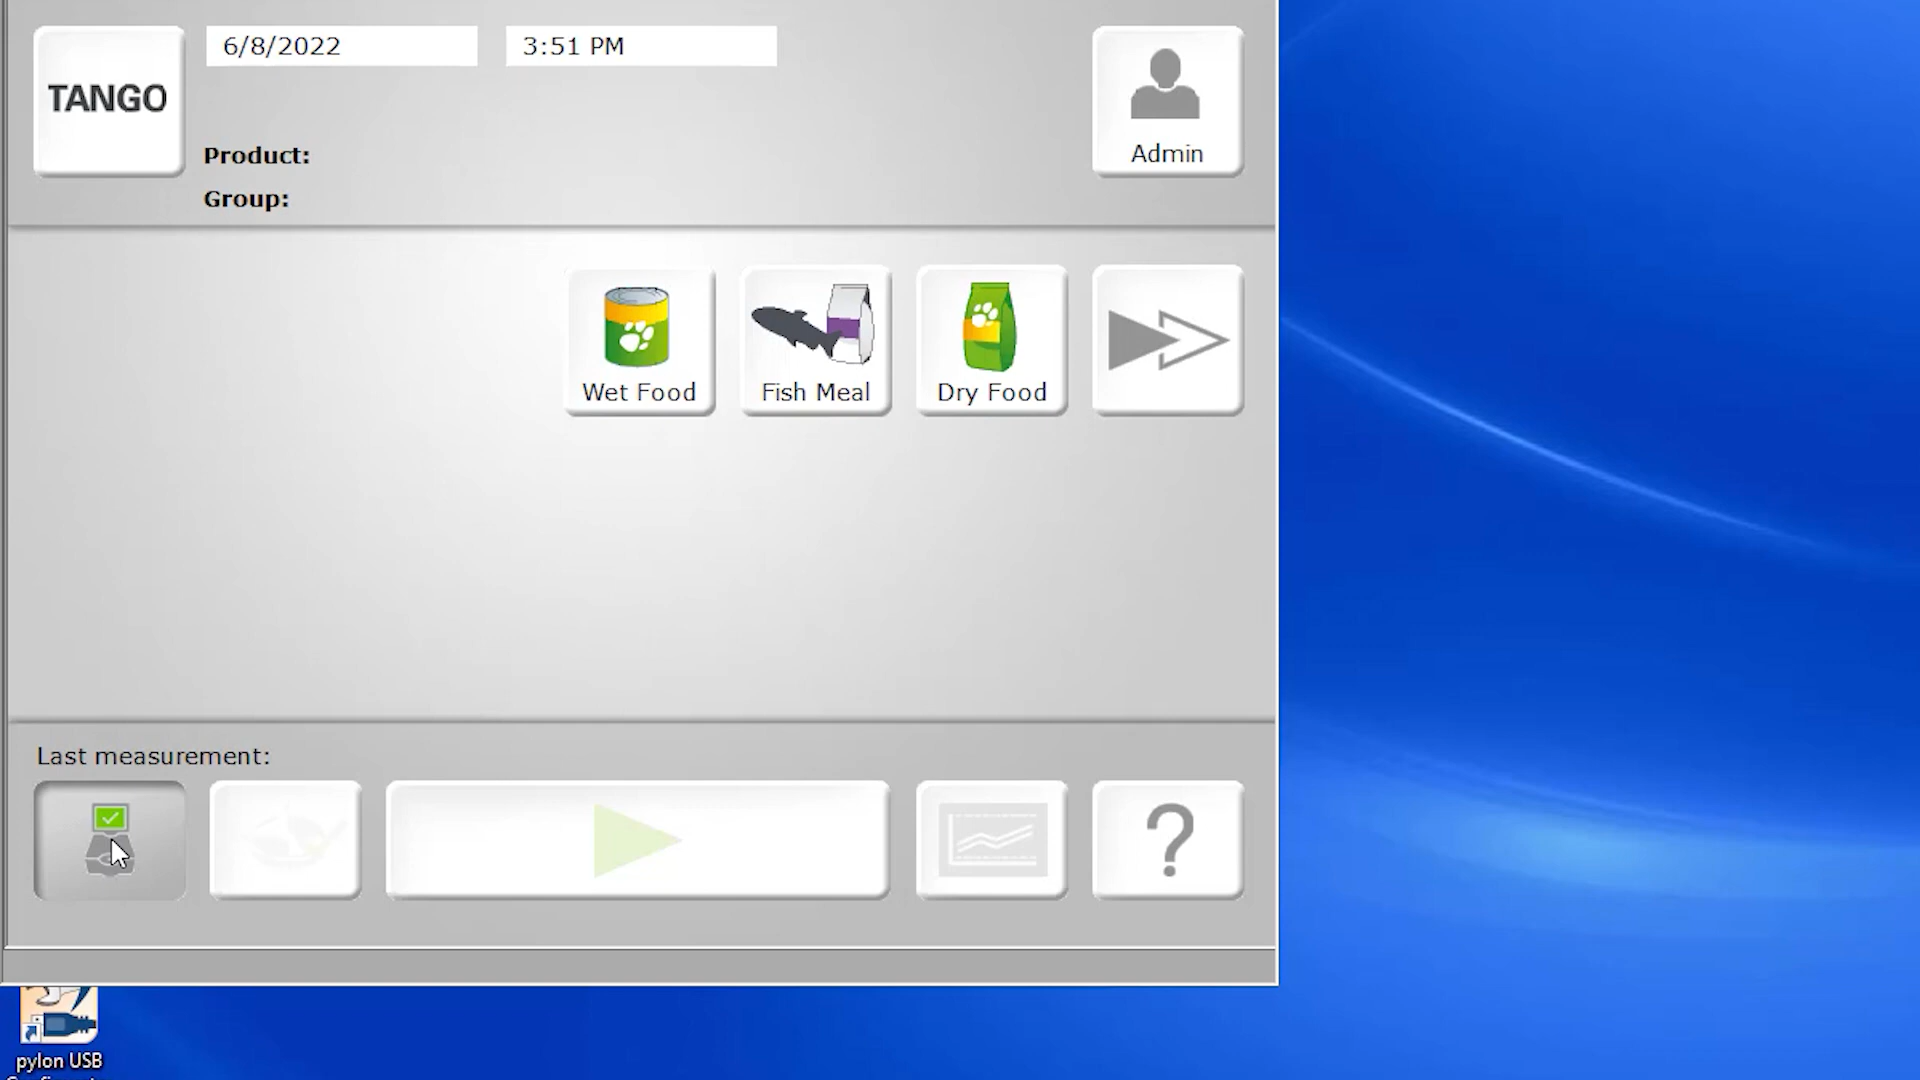 6/8/2022
3:51 PM
TANGO
Admin
Product:
Group:
Wet Food
Fish Meal
Dry Food
Last measurement:
?
pylon USB